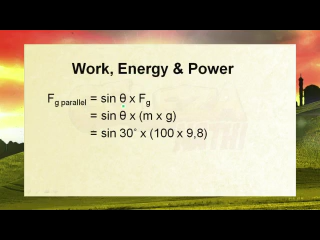 Work, Energy & Power
Fg parallel = sin θ x Fg
= sin θ x (m x g)
= sin 30˚ x (100 x 9,8)